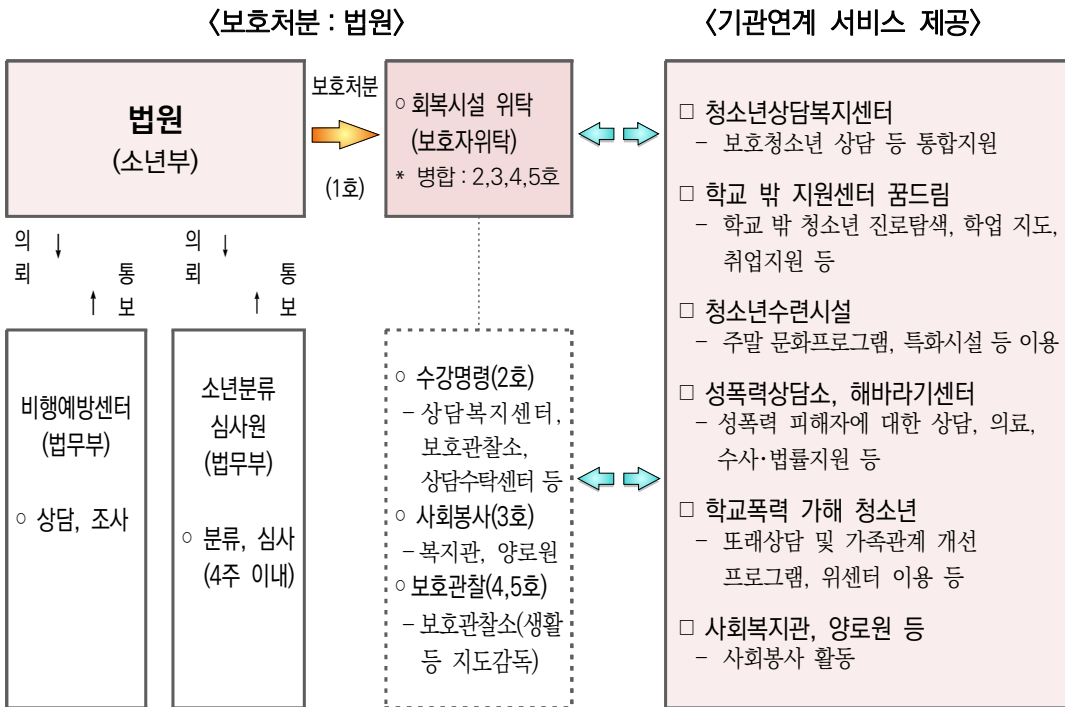 <보호처분 : 법원>
<기관연계 서비스 제공>
법원
(소년부)
보호처분
(1호)
○ 회복시설 위탁
(보호자위탁)
* 병합 : 2,3,4,5호
의뢰 ↓
↑ 통보
의뢰 ↓
↑ 통보
비행예방센터
(법무부)
○ 상담, 조사
소년분류
심사원
(법무부)
○ 분류, 심사
(4주 이내)
○ 수강명령(2호)
- 상담복지센터,
보호관찰소,
상담수탁센터 등
○ 사회봉사(3호)
- 복지관, 양로원
○ 보호관찰(4,5호)
- 보호관찰소(생활
등 지도감독)
□ 청소년상담복지센터
- 보호청소년 상담 등 통합지원
□ 학교 밖 지원센터 꿈드림
- 학교 밖 청소년 진로탐색, 학업 지도,
취업지원 등
□ 청소년수련시설
- 주말 문화프로그램, 특화시설 등 이용
□ 성폭력상담소, 해바라기센터
- 성폭력 피해자에 대한 상담, 의료,
수사·법률지원 등
□ 학교폭력 가해 청소년
- 또래상담 및 가족관계 개선
프로그램, 위센터 이용 등
□ 사회복지관, 양로원 등
- 사회봉사 활동